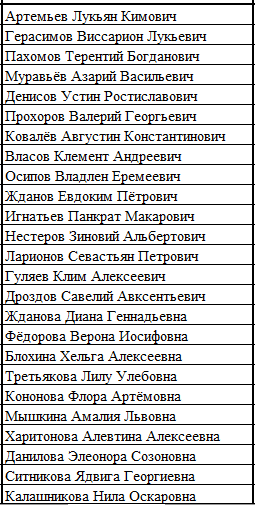 Артемьев Лукьян Кимович
Герасимов Виссарион Лукьевич
Пахомов Терентий Богданович
Муравьёв Азарий Васильевич
Денисов Устин Ростиславович
Прохоров Валерий Георгьевич
Ковалёв Августин Константинович
Власов Клемент Андреевич
Осипов Владлен Еремеевич
Жданов Евдоким Пётрович
Игнатьев Панкрат Макарович
Нестеров Зиновий Альбертович
Ларионов Севастьян Петрович
Гуляев Клим Алексеевич
Дроздов Савелий Авксентьевич
Жданова Диана Геннадьевна
Фёдорова Верона Иосифовна
Блохина Хельга Алексеевна
Третьякова Лилу Улебовна
Кононова Флора Артёмовна
Мышкина Амалия Львовна
Харитонова Алевтина Алексеевна
Данилова Элеонора Созоновна
Ситникова Ядвига Георгиевна
Калашникова Нила Оскаровна